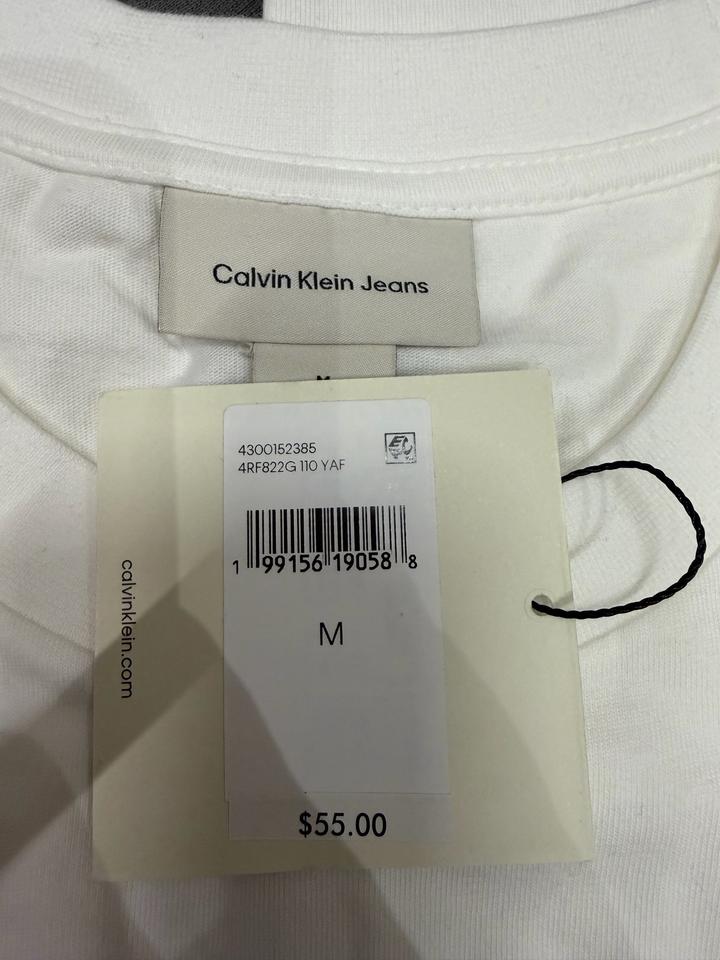 Calvin Klein Jeans
M
4300152385
4RF822G 110 YAF
1 99156 19058 8
M
calvinklein.com
$55.00